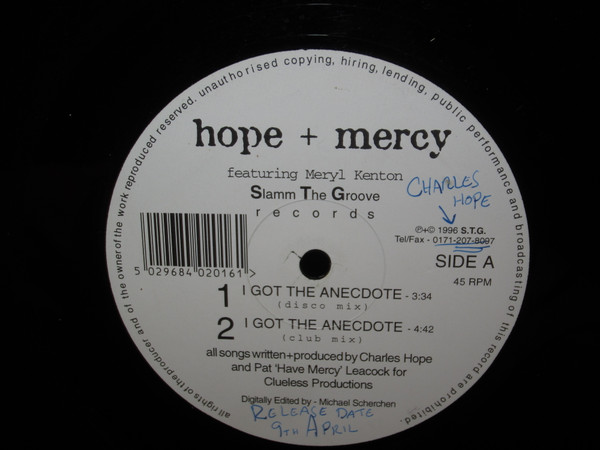 all rights of the producer and of the owner of the work reproduced reserved. unauthorised copying, hiring, lending, public performance and broadcasting of this record are prohibited.
hope + mercy
featuring Meryl Kenton
Slamm The Groove
records
CHARLES
HOPE
℗+© 1996 S.T.G.
Tel/Fax - 0171-207-8097
SIDE A
45 RPM
5 029684 020161 >
1 I GOT THE ANECDOTE - 3:34
(disco mix)
2 I GOT THE ANECDOTE - 4:42
(club mix)
all songs written+produced by Charles Hope
and Pat 'Have Mercy' Leacock for
Clueless Productions
Digitally Edited by - Michael Scherchen
RELEASE DATE
9TH APRIL